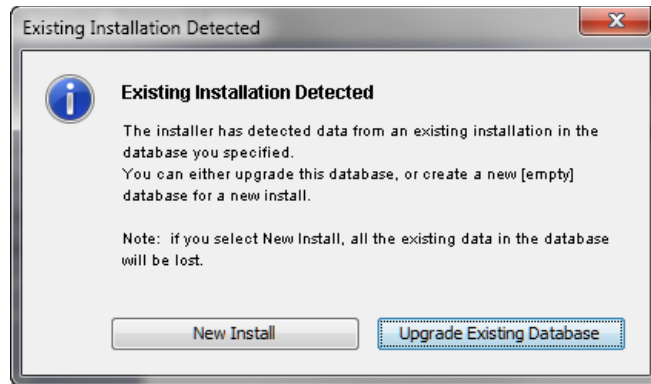 Existing Installation Detected
Existing Installation Detected
The installer has detected data from an existing installation in the
database you specified.
You can either upgrade this database, or create a new [empty]
database for a new install.
Note: if you select New Install, all the existing data in the database
will be lost.
New Install
Upgrade Existing Database